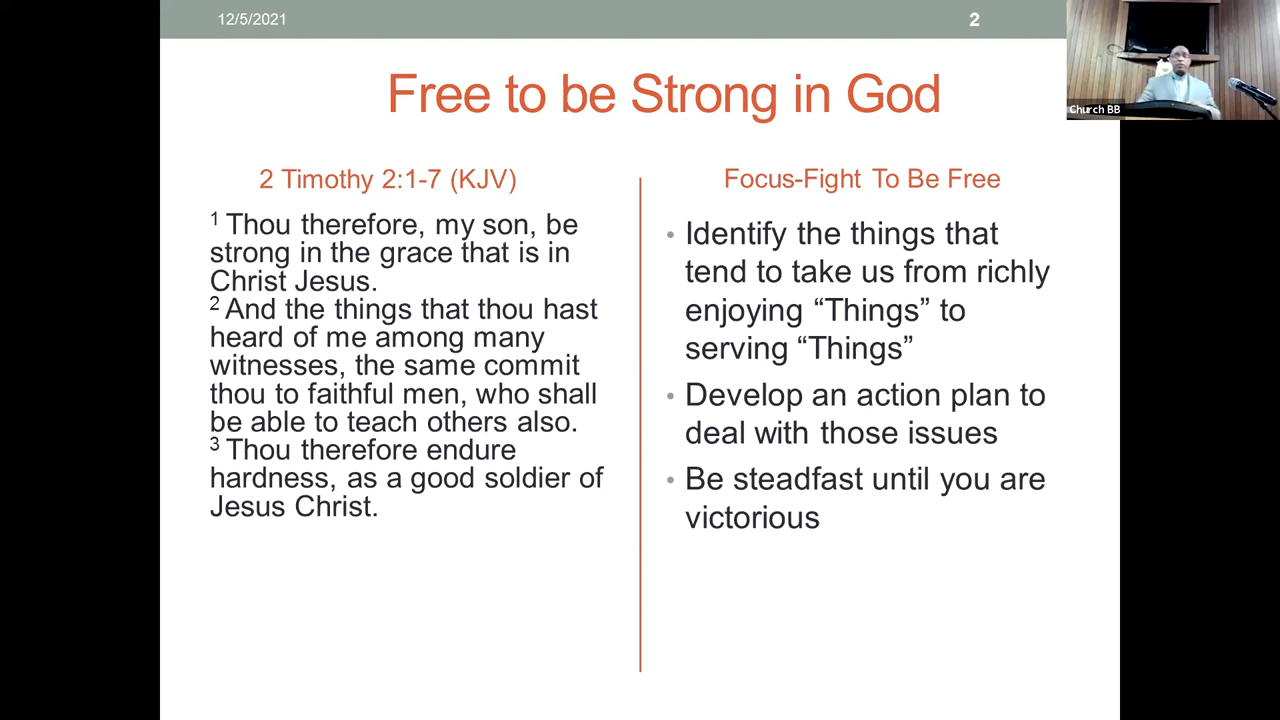 12/5/2021
2
Church BB
Free to be Strong in God
2 Timothy 2:1-7 (KJV)
1 Thou therefore, my son, be
strong in the grace that is in
Christ Jesus.
2 And the things that thou hast
heard of me among many
witnesses, the same commit
thou to faithful men, who shall
be able to teach others also.
3 Thou therefore endure
hardness, as a good soldier of
Jesus Christ.
Focus-Fight To Be Free
• Identify the things that
tend to take us from richly
enjoying “Things” to
serving “Things”
• Develop an action plan to
deal with those issues
• Be steadfast until you are
victorious